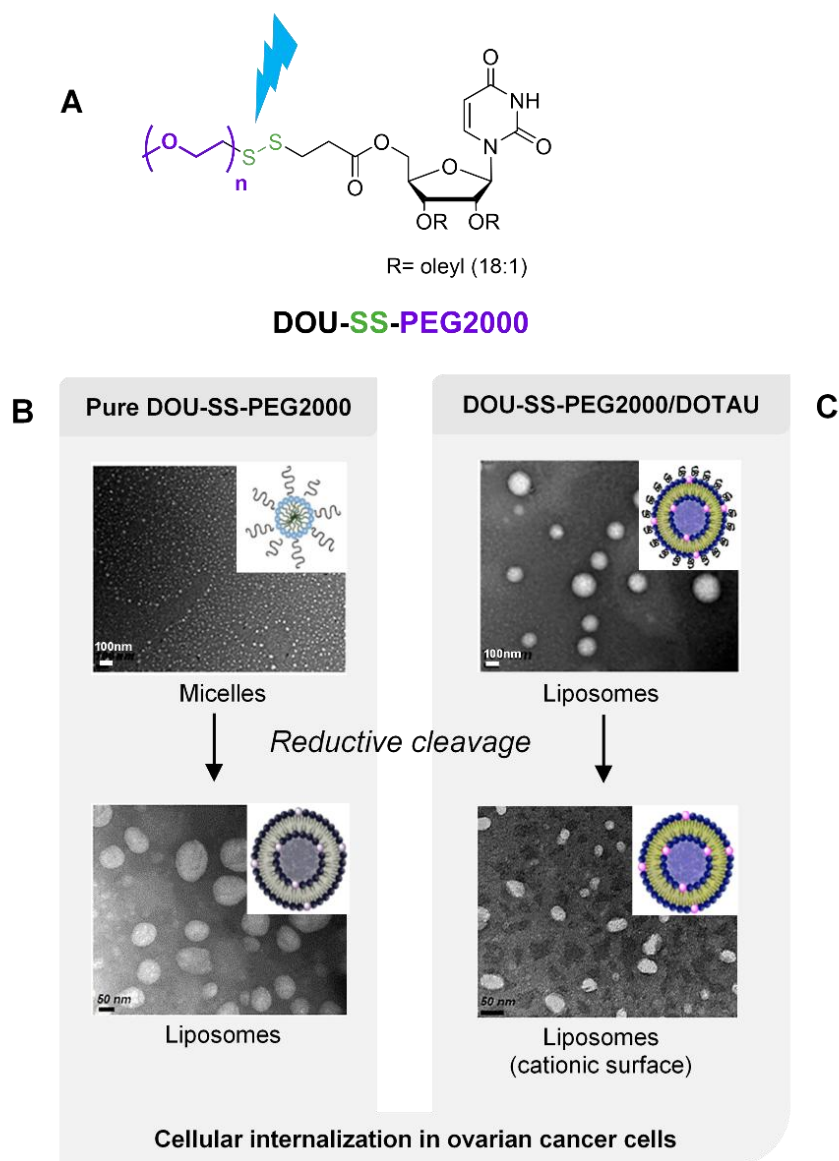 A
O
n
S
S
O
O
O
O
NH
N
O
OR
OR
R= oleyl (18:1)
DOU-SS-PEG2000
B
Pure DOU-SS-PEG2000
DOU-SS-PEG2000/DOTAU
C
100nm
100nm
Micelles
Liposomes
Reductive cleavage
50 nm
50 nm
Liposomes
Liposomes
(cationic surface)
Cellular internalization in ovarian cancer cells